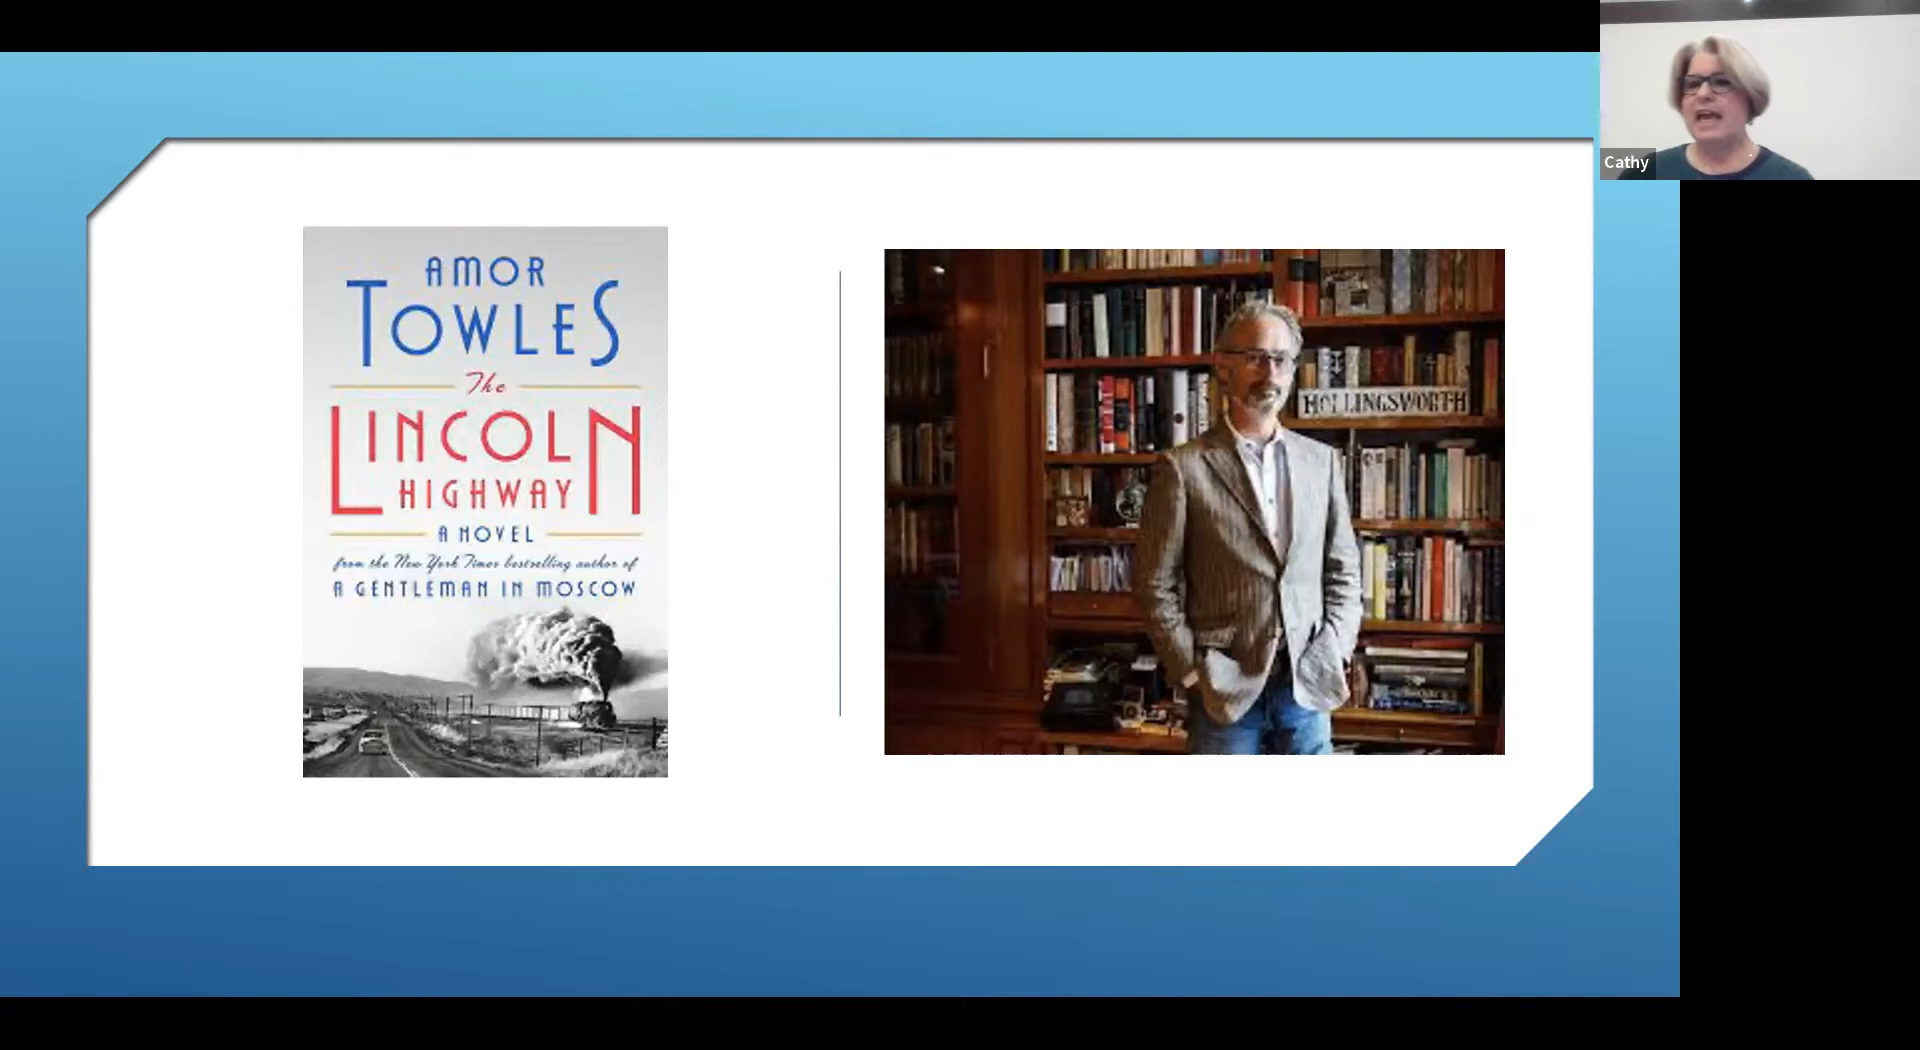 AMOR
TOWLES
The
LINCOLN
HIGHWAY
A NOVEL
from the New York Times bestselling author of
A GENTLEMAN IN MOSCOW
HOLLINGSWORTH
Cathy